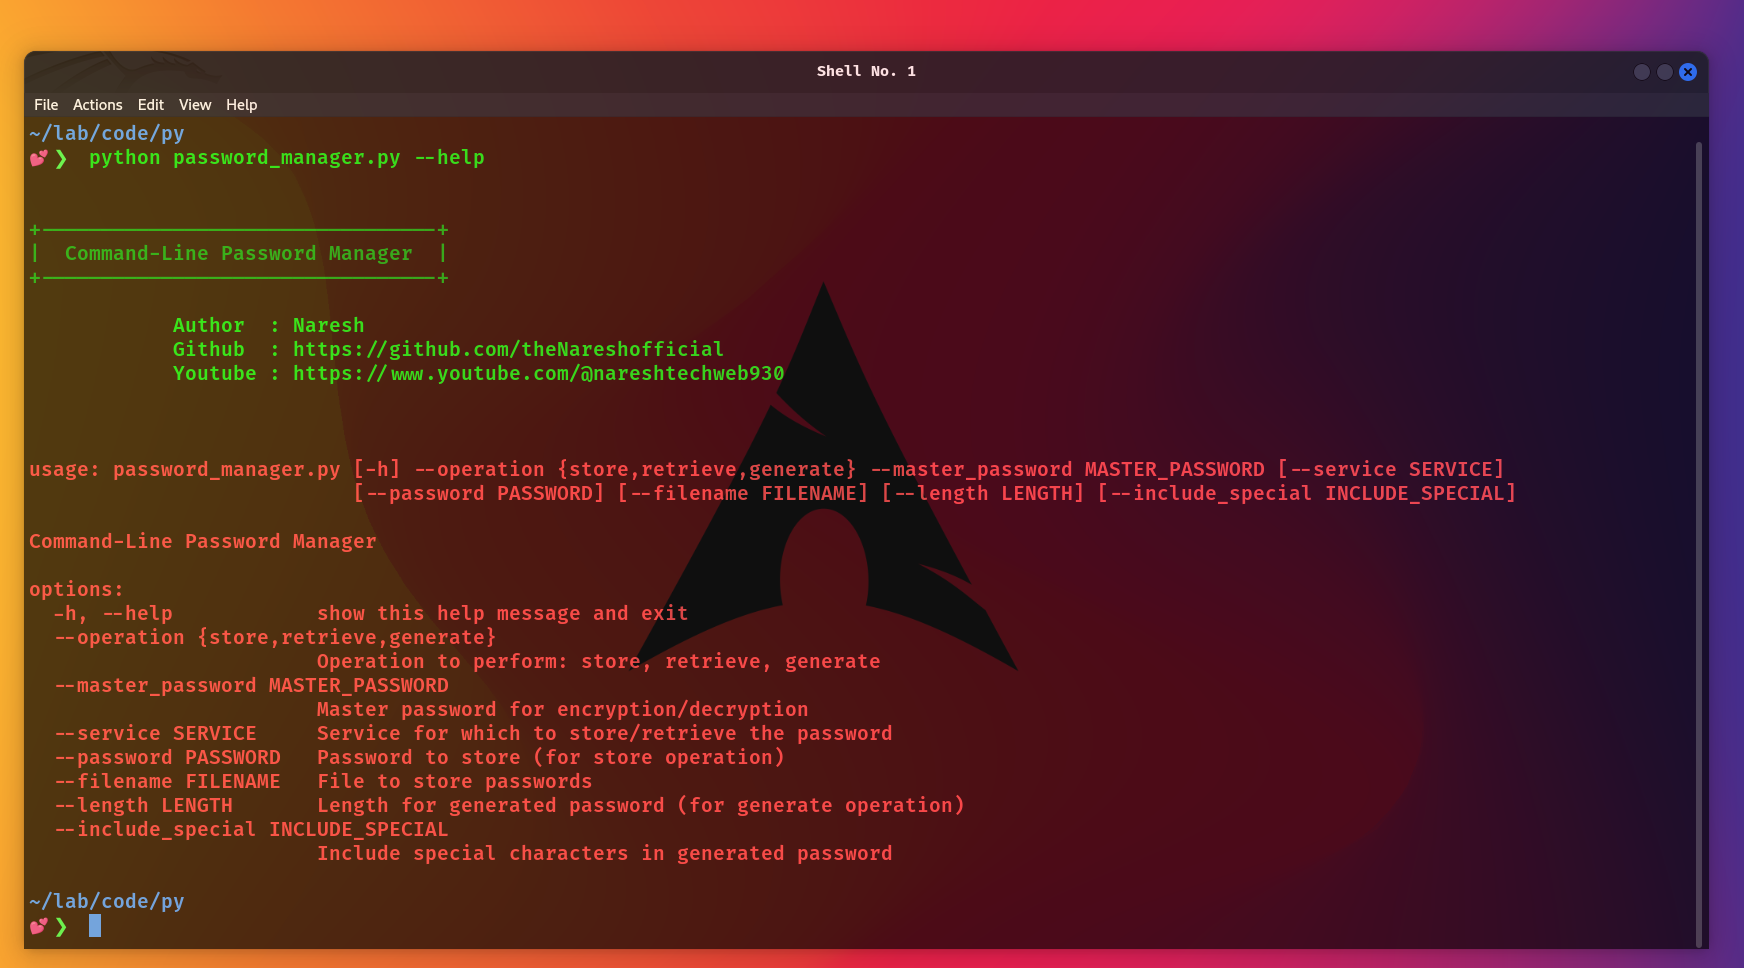 Shell No. 1
File Actions Edit View Help
~/lab/code/py
💕❯ python password_manager.py --help
+---------------------------------+
|  Command-Line Password Manager  |
+---------------------------------+
Author  : Naresh
Github  : https://github.com/theNareshofficial
Youtube : https://www.youtube.com/@nareshtechweb930
usage: password_manager.py [-h] --operation {store,retrieve,generate} --master_password MASTER_PASSWORD [--service SERVICE]
[--password PASSWORD] [--filename FILENAME] [--length LENGTH] [--include_special INCLUDE_SPECIAL]
Command-Line Password Manager
options:
-h, --help            show this help message and exit
--operation {store,retrieve,generate}
Operation to perform: store, retrieve, generate
--master_password MASTER_PASSWORD
Master password for encryption/decryption
--service SERVICE     Service for which to store/retrieve the password
--password PASSWORD   Password to store (for store operation)
--filename FILENAME   File to store passwords
--length LENGTH       Length for generated password (for generate operation)
--include_special INCLUDE_SPECIAL
Include special characters in generated password
~/lab/code/py
💕❯